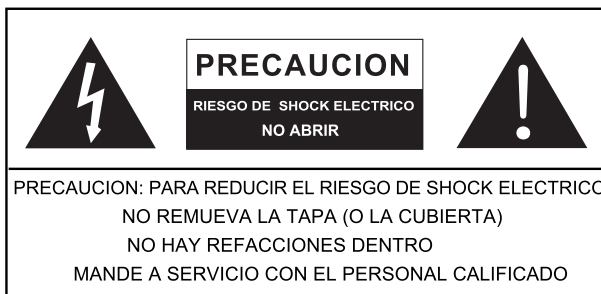 PRECAUCION
RIESGO DE SHOCK ELECTRICO
NO ABRIR
PRECAUCION: PARA REDUCIR EL RIESGO DE SHOCK ELECTRICO
NO REMUEVA LA TAPA (O LA CUBIERTA)
NO HAY REFACCIONES DENTRO
MANDE A SERVICIO CON EL PERSONAL CALIFICADO